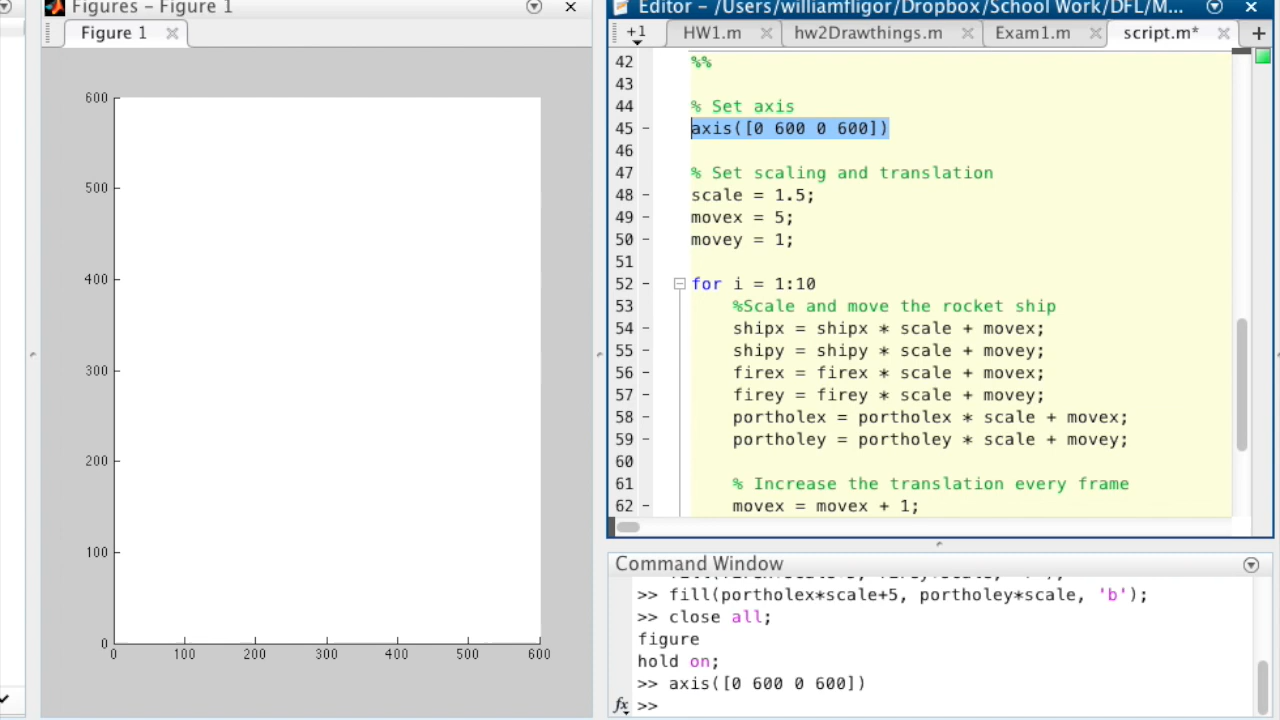 Figures - Figure 1
Figure 1
600
500
400
300
200
100
0
0 100 200 300 400 500 600
Editor - /Users/williamfligor/Dropbox/School Work/DFL/M...
+1 HW1.m hw2Drawthings.m Exam1.m script.m* +
42 %%
43
44 % Set axis
45 - axis([0 600 0 600])
46
47 % Set scaling and translation
48 - scale = 1.5;
49 - movex = 5;
50 - movey = 1;
51
52 - for i = 1:10
53 %Scale and move the rocket ship
54 - shipx = shipx * scale + movex;
55 - shipy = shipy * scale + movey;
56 - firex = firex * scale + movex;
57 - firey = firey * scale + movey;
58 - portholex = portholex * scale + movex;
59 - portholey = portholey * scale + movey;
60
61 % Increase the translation every frame
62 - movex = movex + 1;
Command Window
>> fill(portholex*scale+5, portholey*scale, 'b');
>> close all;
figure
hold on;
>> axis([0 600 0 600])
fx >>